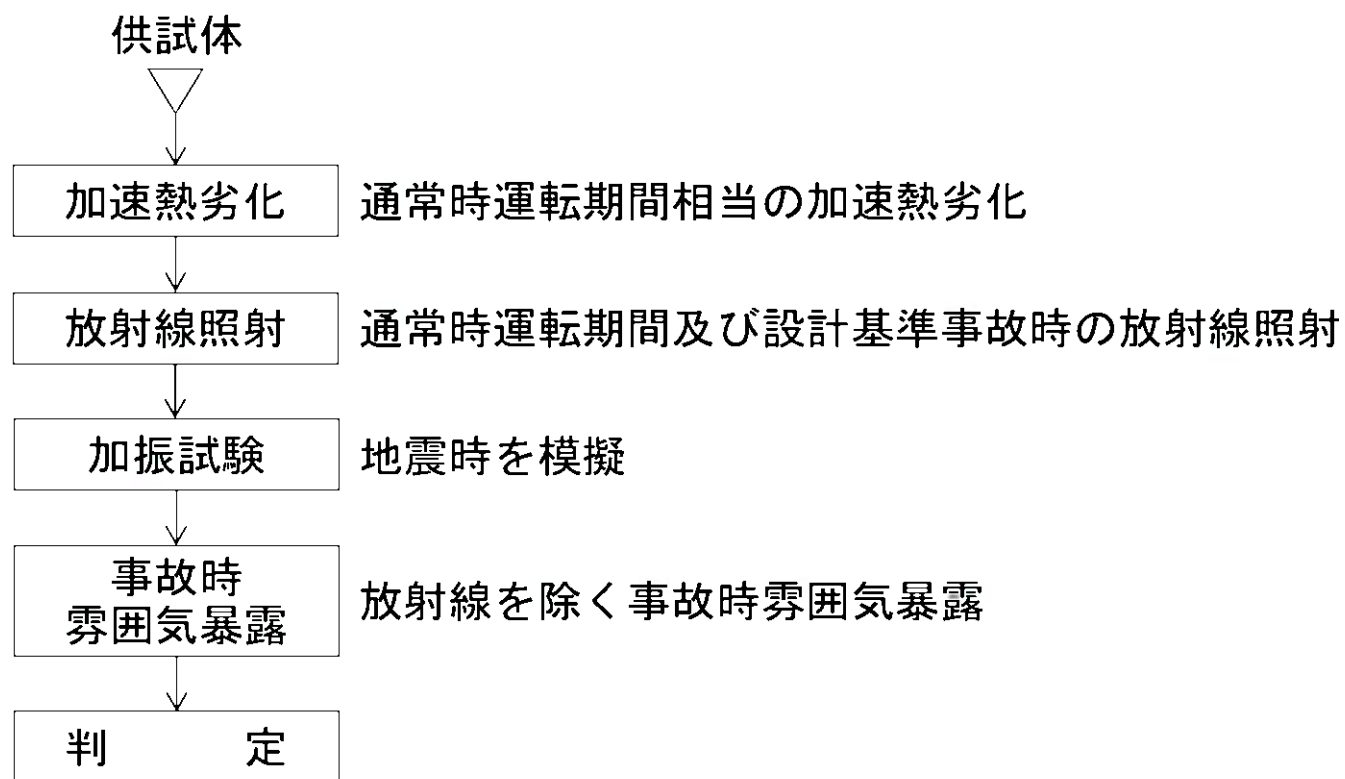 供試体
加速熱劣化 通常時運転期間相当の加速熱劣化
放射線照射 通常時運転期間及び設計基準事故時の放射線照射
加振試験 地震時を模擬
事故時
雰囲気暴露 放射線を除く事故時雰囲気暴露
判 定